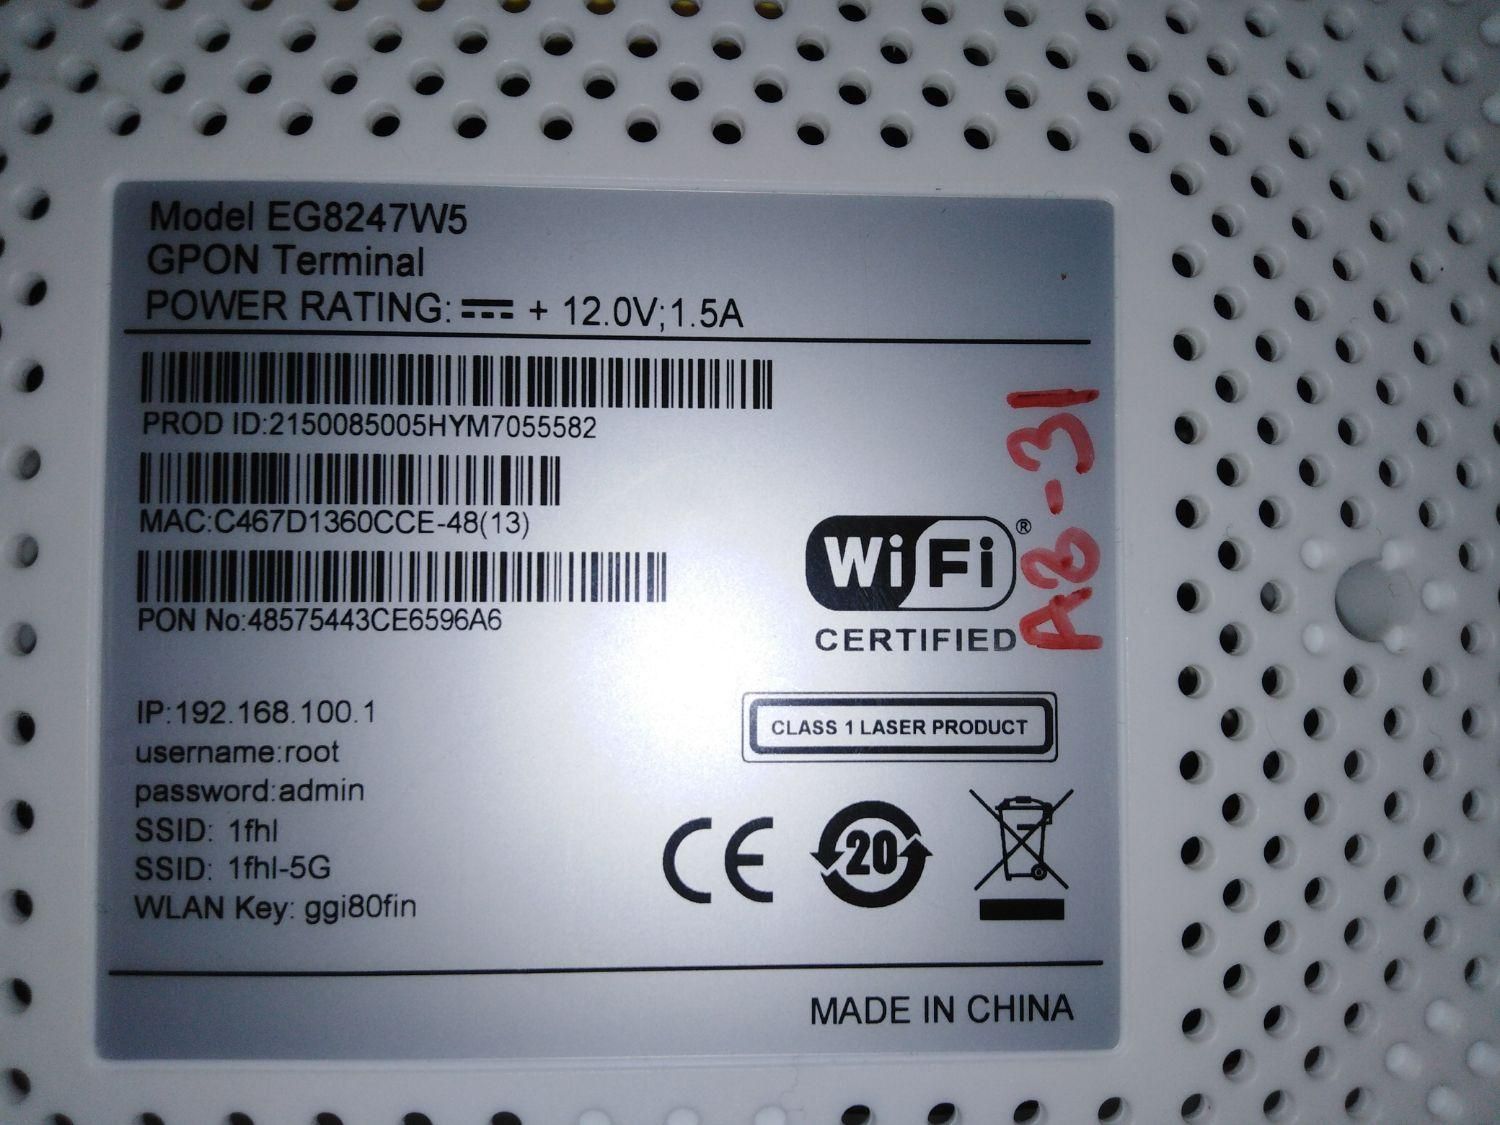 Model EG8247W5
GPON Terminal
POWER RATING: + 12.0V;1.5A
PROD ID:2150085005HYM7055582
MAC:C467D1360CCE-48(13)
PON No:48575443CE6596A6
WiFi®
CERTIFIED
A8-31
IP:192.168.100.1
username:root
password:admin
SSID: 1fhl
SSID: 1fhl-5G
WLAN Key: ggi80fin
CLASS 1 LASER PRODUCT
CE
20
MADE IN CHINA